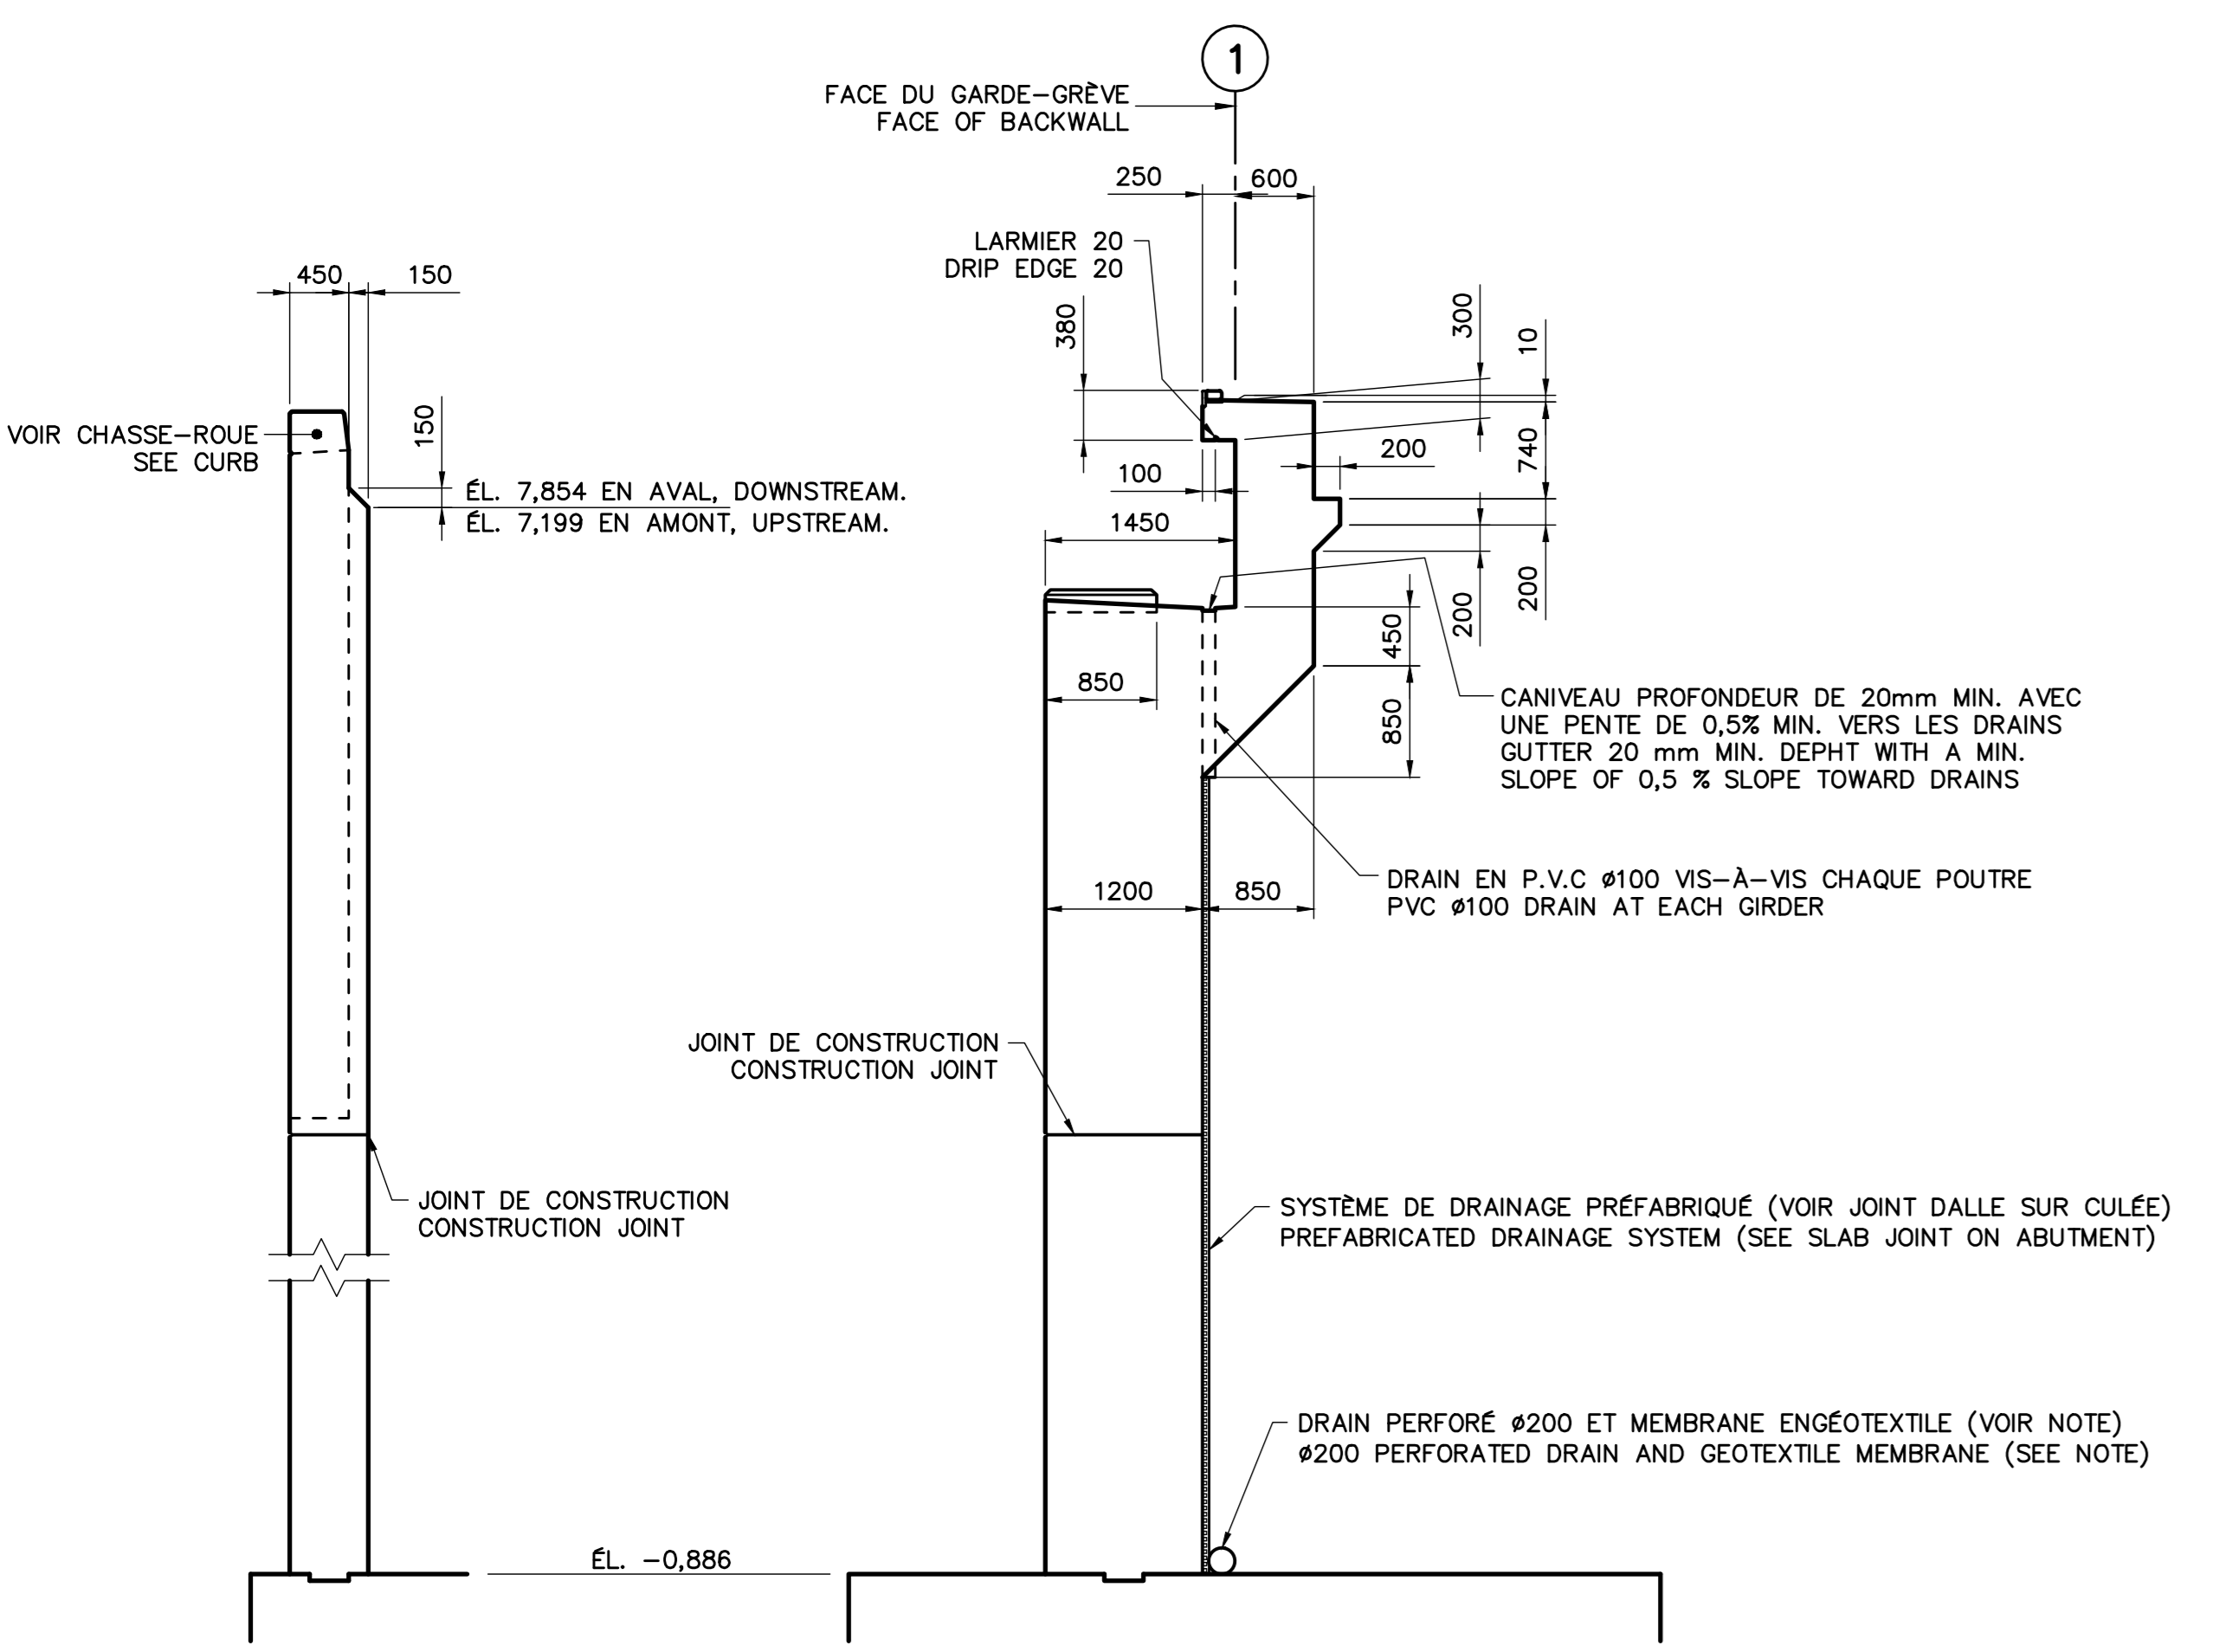 1
FACE DU GARDE-GRÈVE
FACE OF BACKWALL
250
600
LARMIER 20
DRIP EDGE 20
450
150
380
300
10
VOIR CHASSE-ROUE
SEE CURB
150
740
200
100
ÉL. 7,854 EN AVAL, DOWNSTREAM.
ÉL. 7,199 EN AMONT, UPSTREAM.
1450
200
200
450
850
850
CANIVEAU PROFONDEUR DE 20mm MIN. AVEC
UNE PENTE DE 0,5% MIN. VERS LES DRAINS
GUTTER 20 mm MIN. DEPHT WITH A MIN.
SLOPE OF 0,5 % SLOPE TOWARD DRAINS
1200
850
DRAIN EN P.V.C ø100 VIS-À-VIS CHAQUE POUTRE
PVC ø100 DRAIN AT EACH GIRDER
JOINT DE CONSTRUCTION
CONSTRUCTION JOINT
JOINT DE CONSTRUCTION
CONSTRUCTION JOINT
SYSTÈME DE DRAINAGE PRÉFABRIQUÉ (VOIR JOINT DALLE SUR CULÉE)
PREFABRICATED DRAINAGE SYSTEM (SEE SLAB JOINT ON ABUTMENT)
DRAIN PERFORÉ ø200 ET MEMBRANE ENGÉOTEXTILE (VOIR NOTE)
ø200 PERFORATED DRAIN AND GEOTEXTILE MEMBRANE (SEE NOTE)
ÉL. -0,886